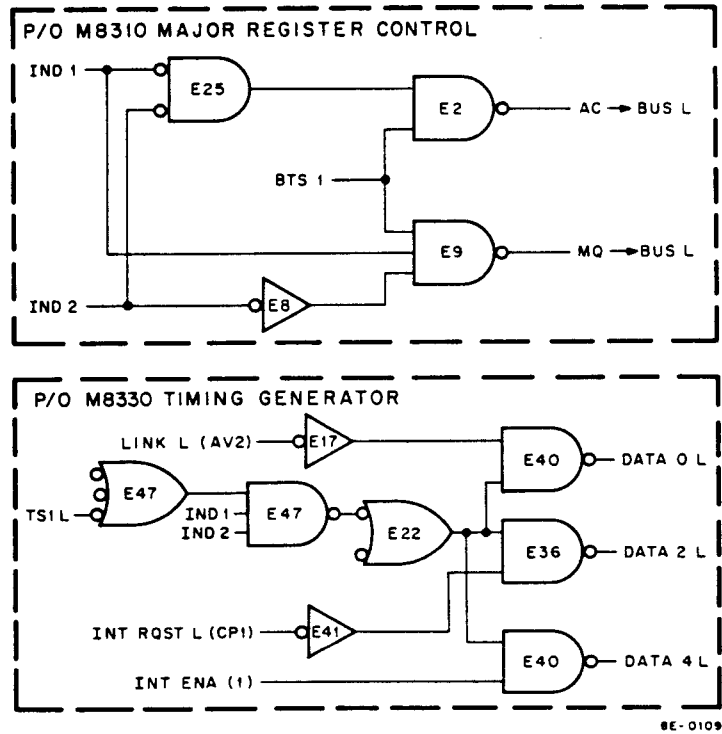 P/O M8310 MAJOR REGISTER CONTROL
IND 1
E25
E2
AC → BUS L
BTS 1
E9
MQ → BUS L
IND 2
E8
P/O M8330 TIMING GENERATOR
LINK L (AV2)
E17
E40
DATA 0 L
E47
TS1 L
IND 1
IND 2
E47
E22
E36
DATA 2 L
INT RQST L (CP1)
E41
E40
DATA 4 L
INT ENA (1)
8E-0109